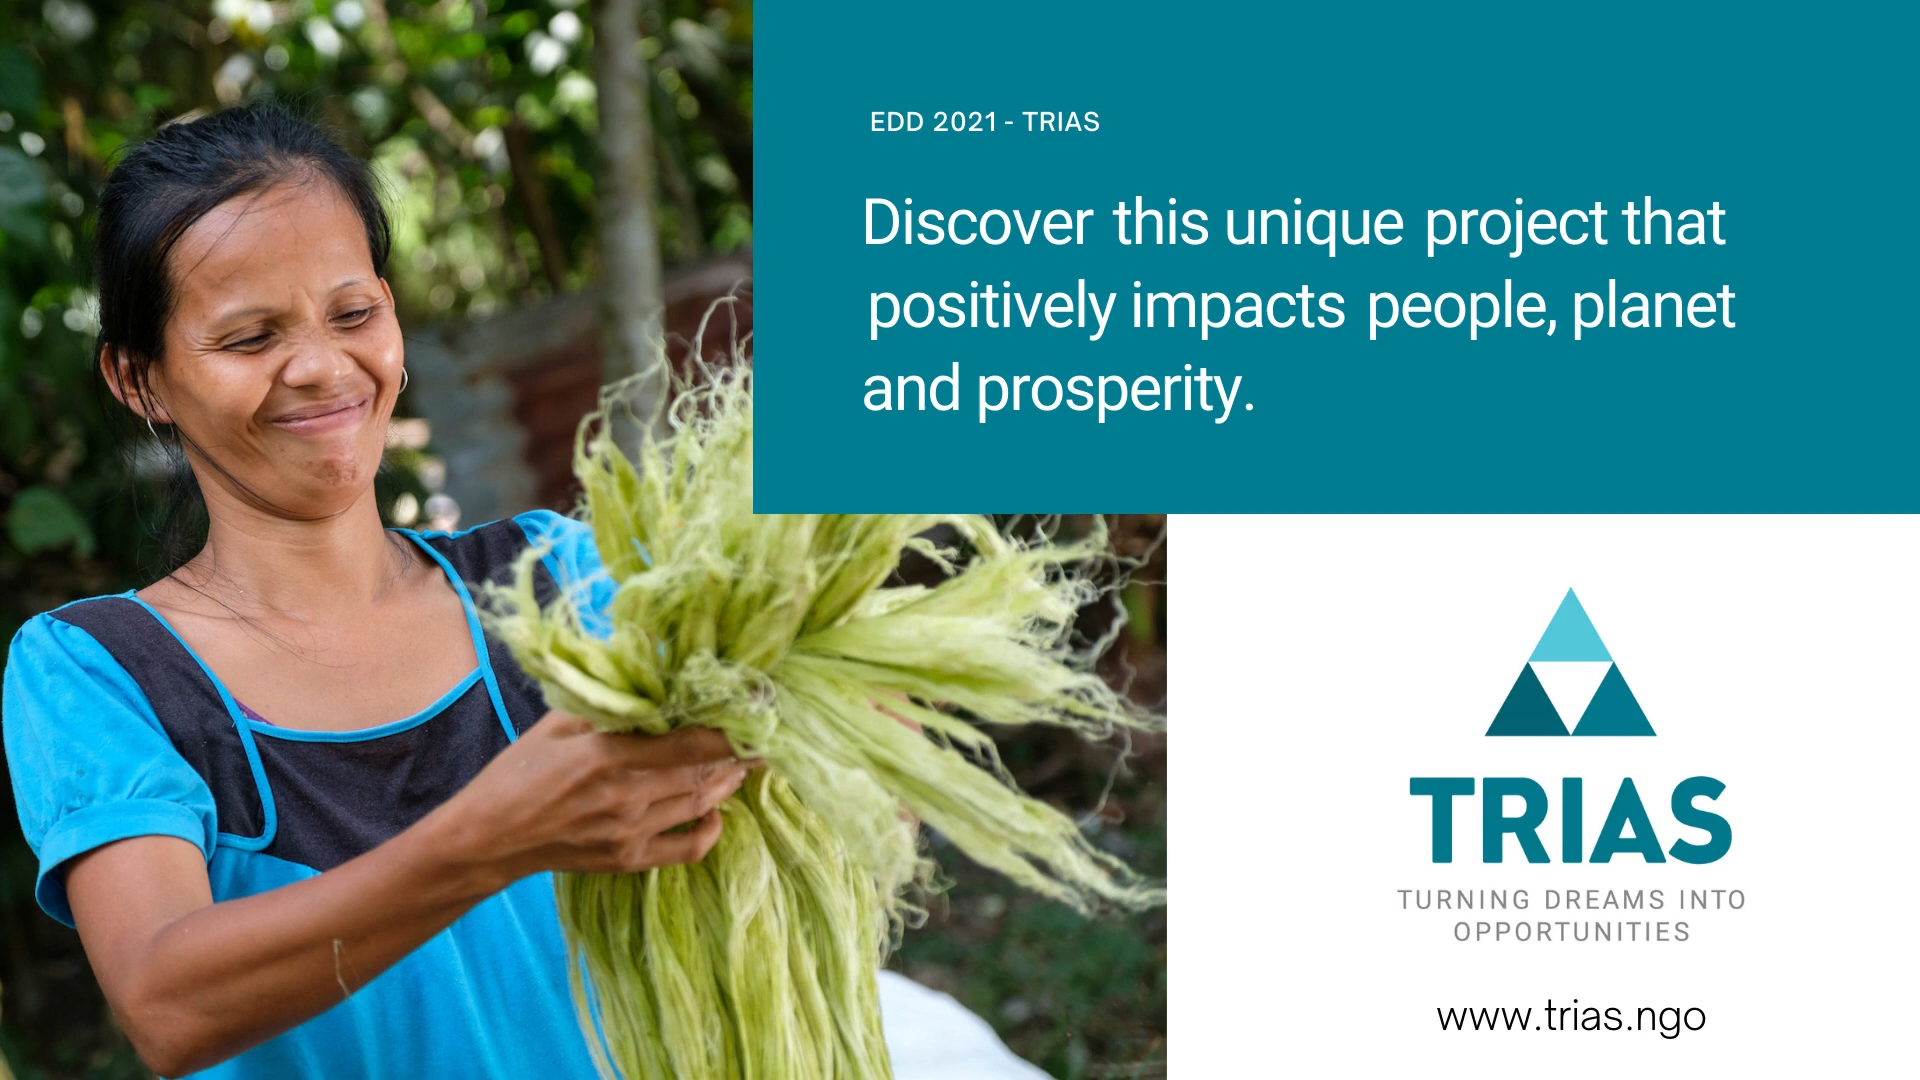 EDD 2021 - TRIAS
Discover this unique project that
positively impacts people, planet
and prosperity.
TRIAS
TURNING DREAMS INTO
OPPORTUNITIES
www.trias.ngo